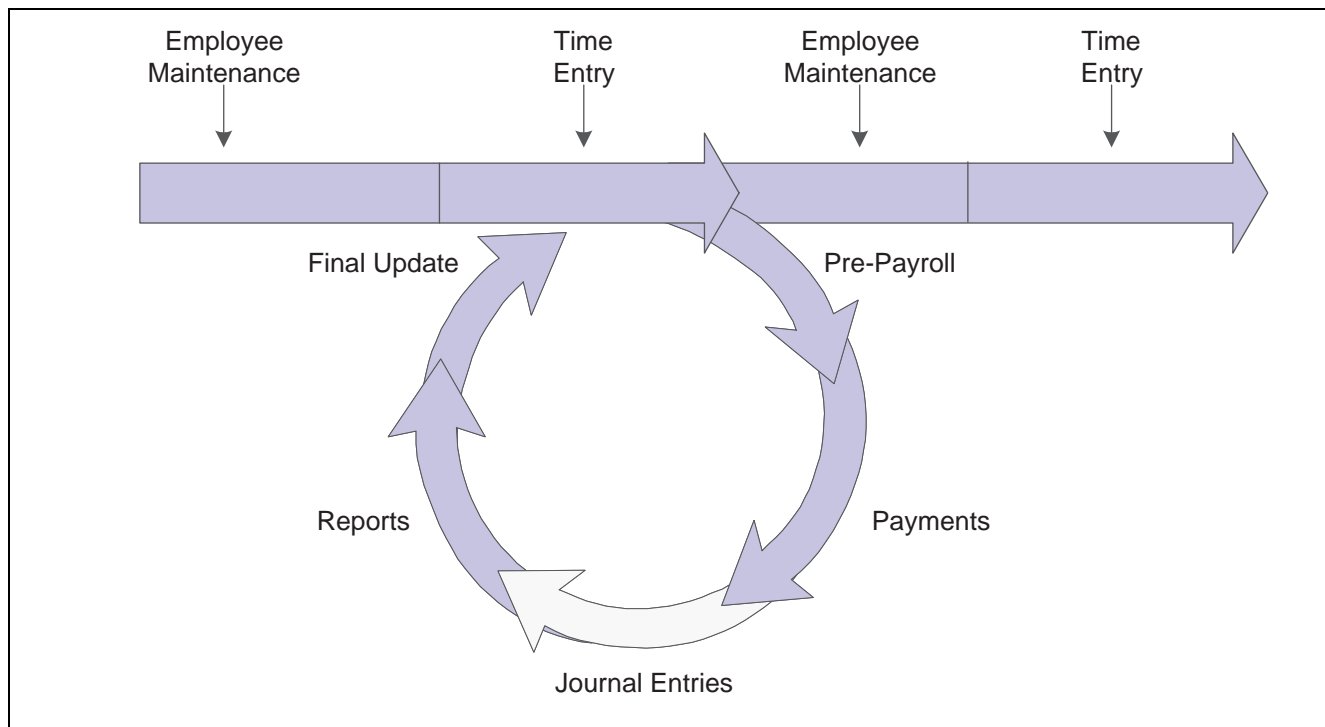 Employee
Maintenance
Time
Entry
Employee
Maintenance
Time
Entry
Final Update
Pre-Payroll
Reports
Payments
Journal Entries